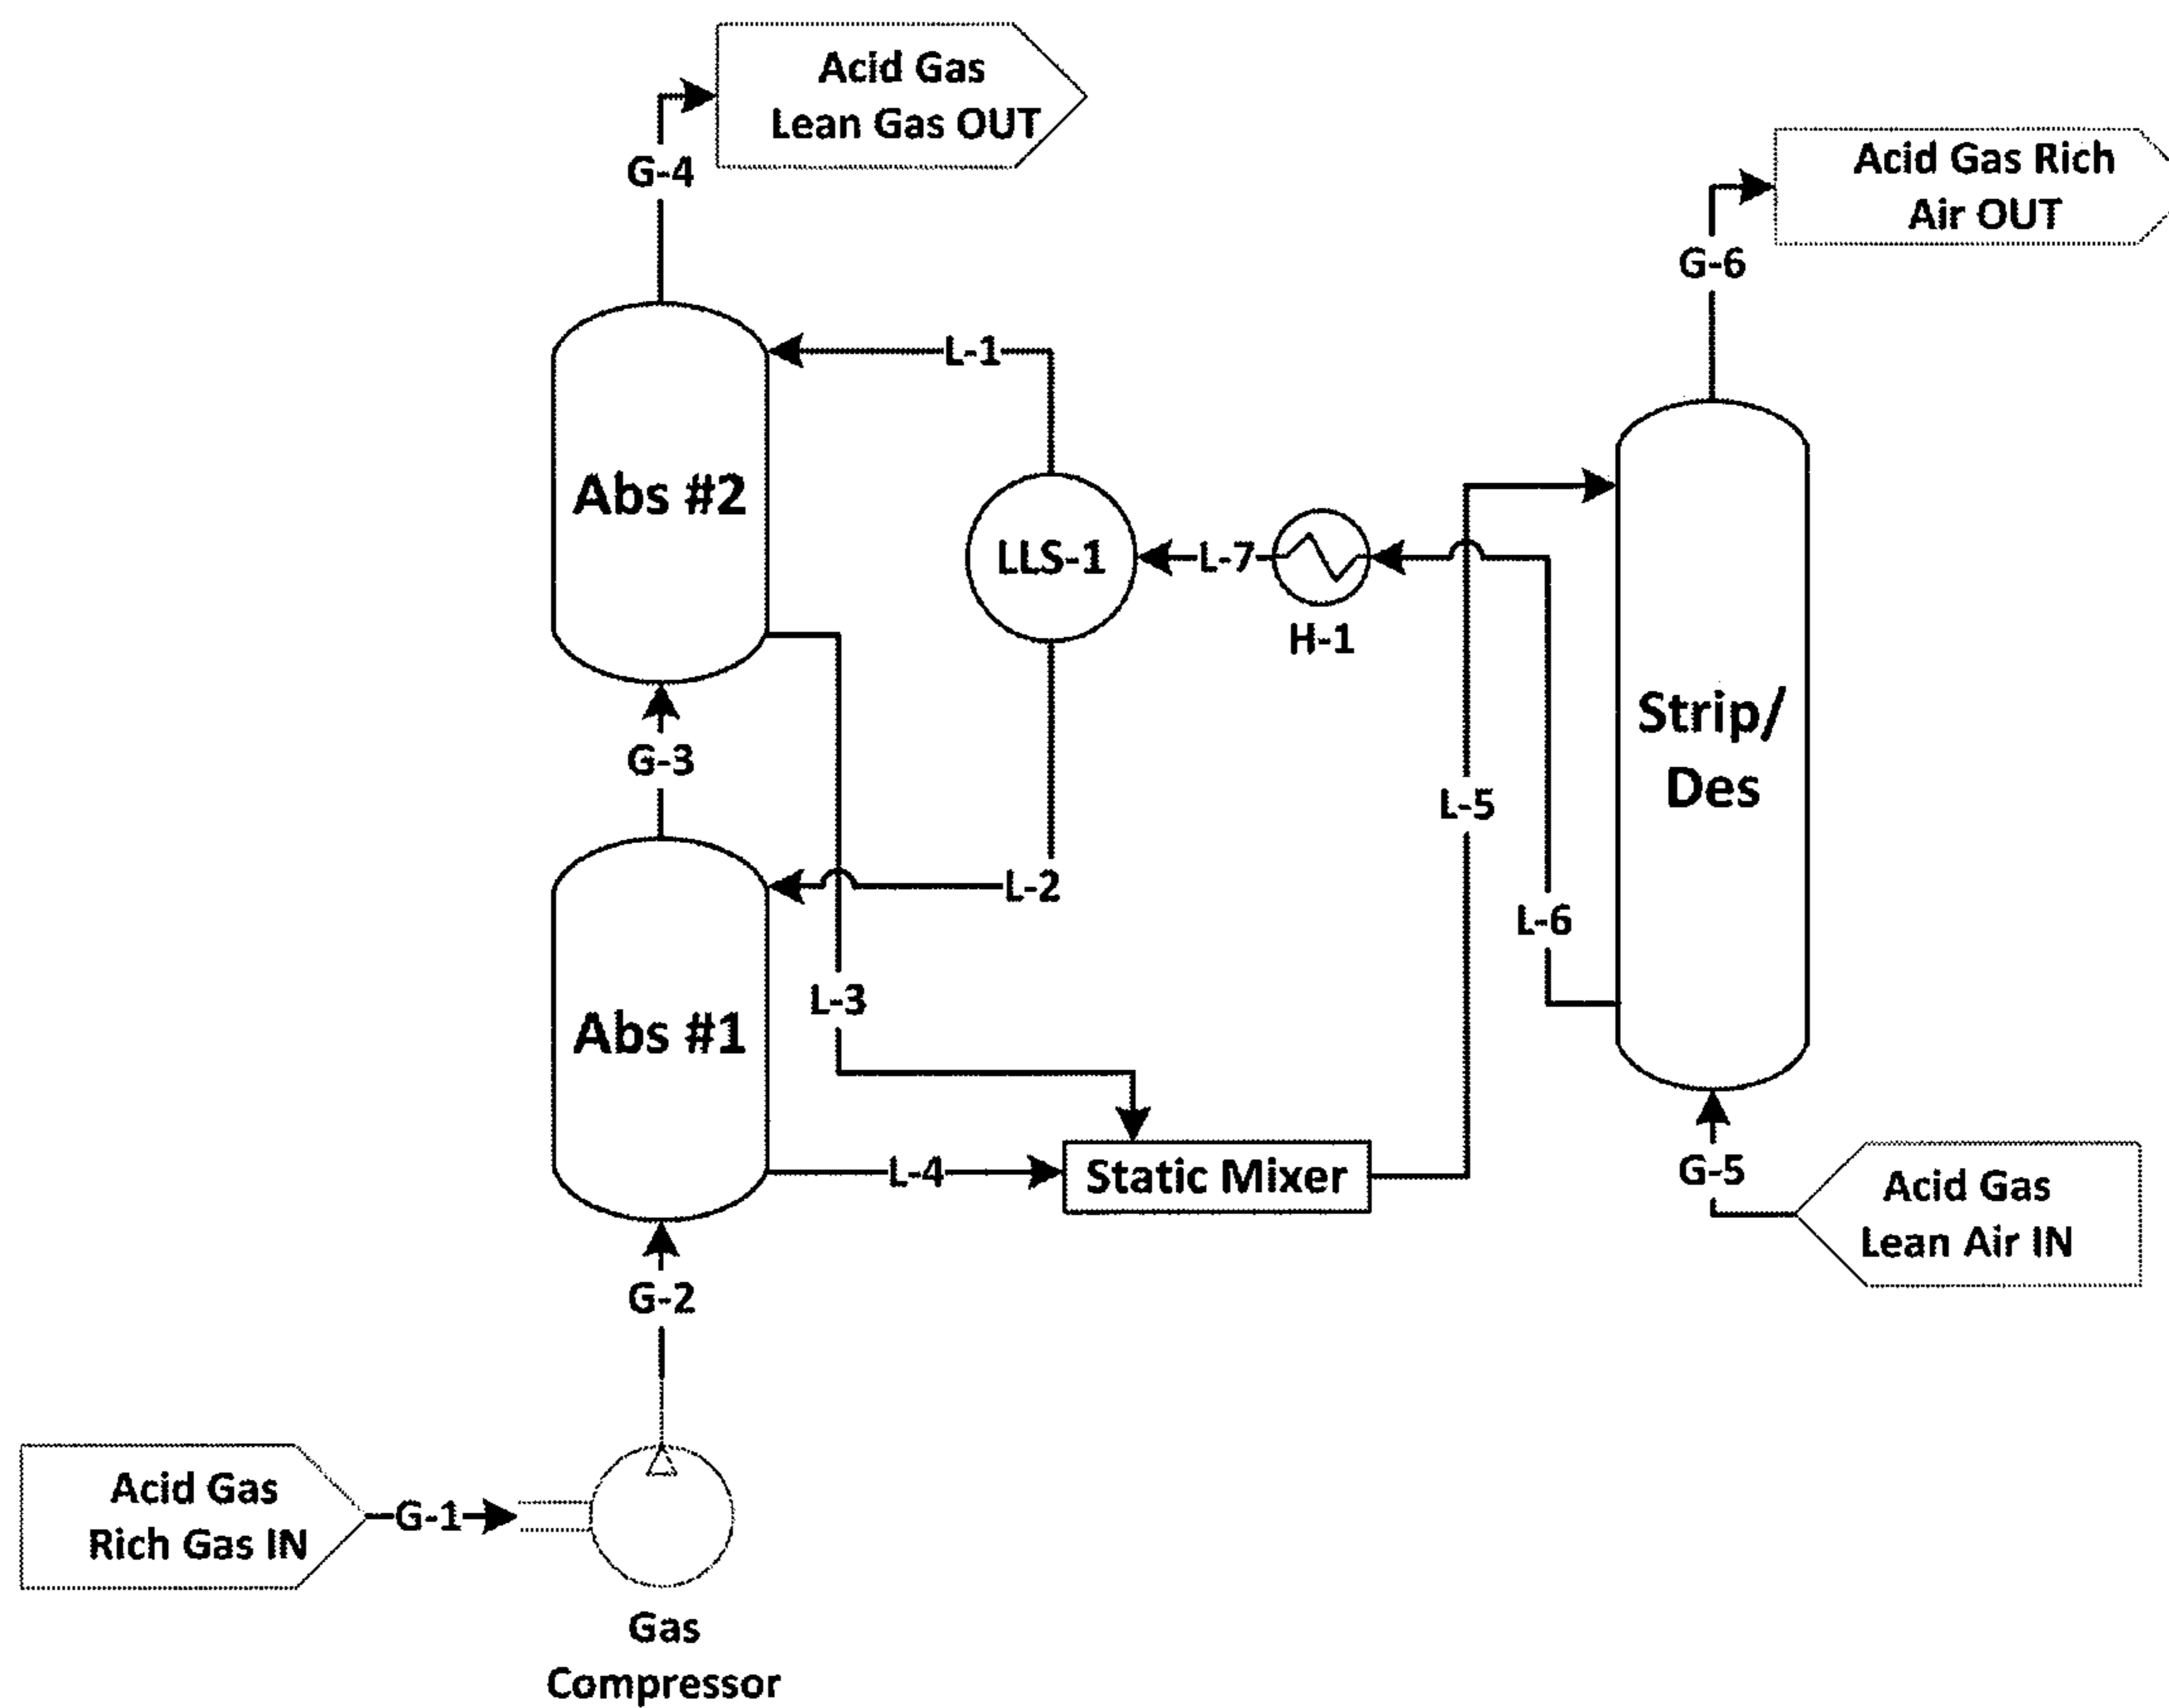 Acid Gas
Lean Gas OUT
Acid Gas Rich
Air OUT
G-4
G-6
L-1
Abs #2
LLS-1
L-7
H-1
Strip/
Des
G-3
L-5
L-2
L-6
L-3
Abs #1
L-4
Static Mixer
G-5
Acid Gas
Lean Air IN
G-2
Acid Gas
Rich Gas IN
G-1
Gas
Compressor